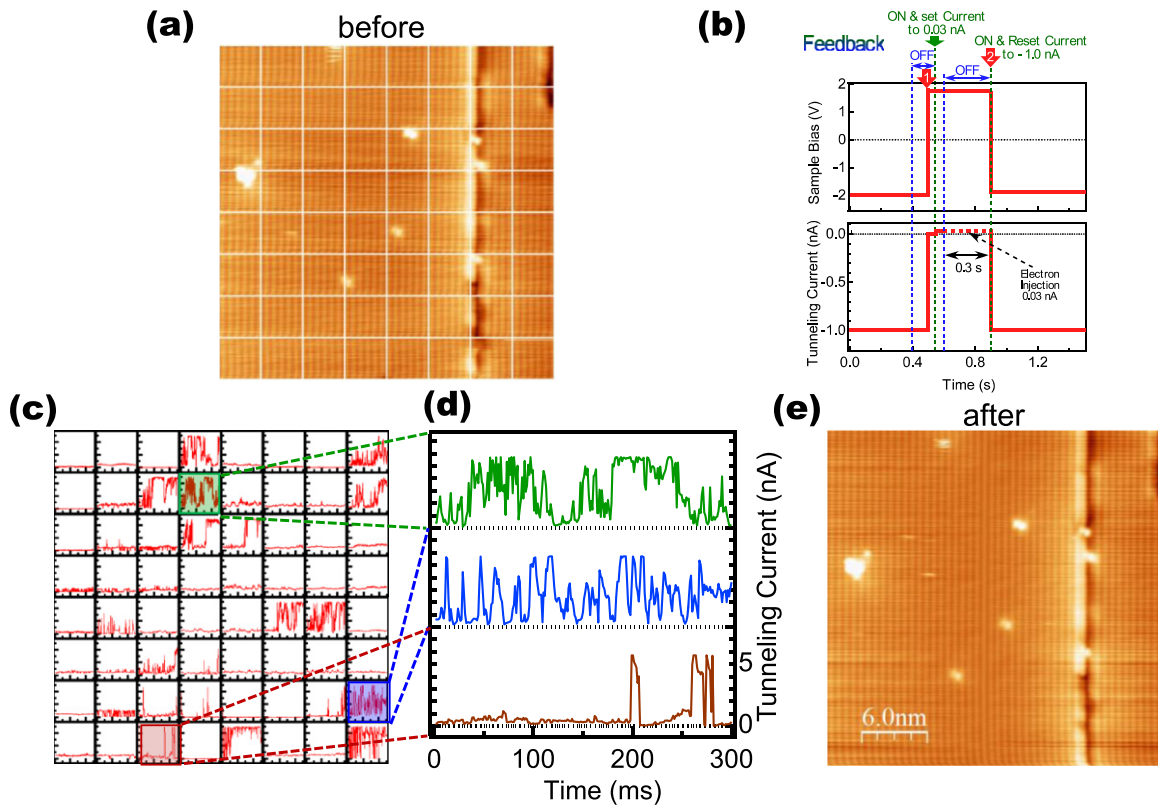 (a)
before
(b)
ON & set Current
to 0.03 nA
Feedback
OFF
ON & Reset Current
to - 1.0 nA
1
2
OFF
2
1
0
-1
-2
Sample Bias (V)
0.0
-0.5
-1.0
Tunneling Current (nA)
0.3 s
Electron
Injection
0.03 nA
0.0
0.4
0.8
1.2
Time (s)
(c)
(d)
5
0
Tunneling Current (nA)
0
100
200
300
Time (ms)
(e)
after
6.0nm